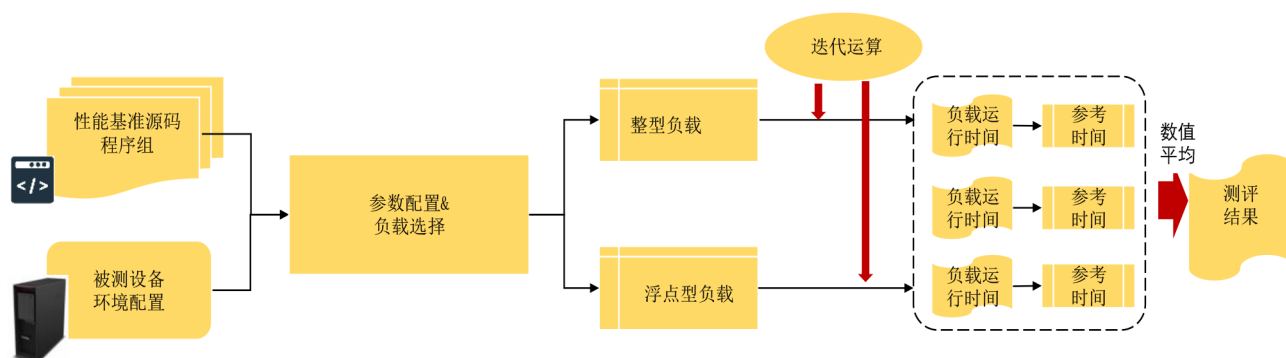 性能基准源码
程序组
</>
被测设备
环境配置
参数配置&
负载选择
整型负载
浮点型负载
迭代运算
负载运
行时间
参考
时间
负载运
行时间
参考
时间
负载运
行时间
参考
时间
数值
平均
测评
结果